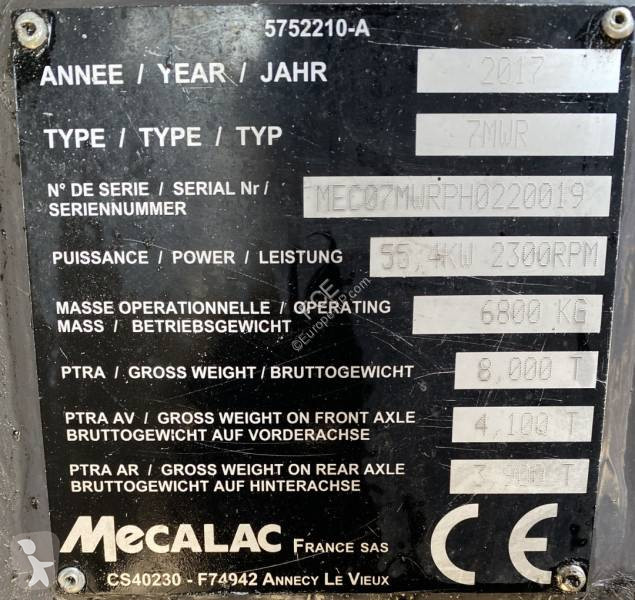 5752210-A
ANNEE / YEAR / JAHR 2017
TYPE / TYPE / TYP 7MWR
N° DE SERIE / SERIAL Nr /
SERIENNUMMER MEC07MWRPH0220019
PUISSANCE / POWER / LEISTUNG 55,4KW 2300RPM
MASSE OPERATIONNELLE / OPERATING
MASS / BETRIEBSGEWICHT 6800 KG
PTRA / GROSS WEIGHT / BRUTTOGEWICHT 8,000 T
PTRA AV / GROSS WEIGHT ON FRONT AXLE
BRUTTOGEWICHT AUF VORDERACHSE 4,100 T
PTRA AR / GROSS WEIGHT ON REAR AXLE
BRUTTOGEWICHT AUF HINTERACHSE 3,900 T
MeCALAC FRANCE SAS CE
CS40230 - F74942 ANNECY LE VIEUX
©EuropeTP.com